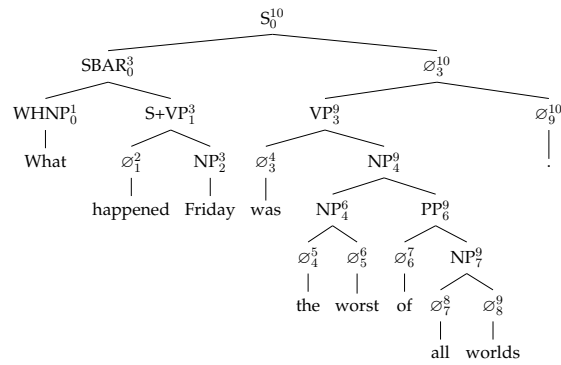 S₀¹⁰
SBAR₀³ ∅₃¹⁰
WHNP₀¹ S+VP₁³ VP₃⁹ ∅₉¹⁰
What ∅₁² NP₂³ ∅₃⁴ NP₄⁹ .
happened Friday was NP₄⁶ PP₆⁹
∅₄⁵ ∅₅⁶ ∅₆⁷ NP₇⁹
the worst of ∅₇⁸ ∅₈⁹
all worlds